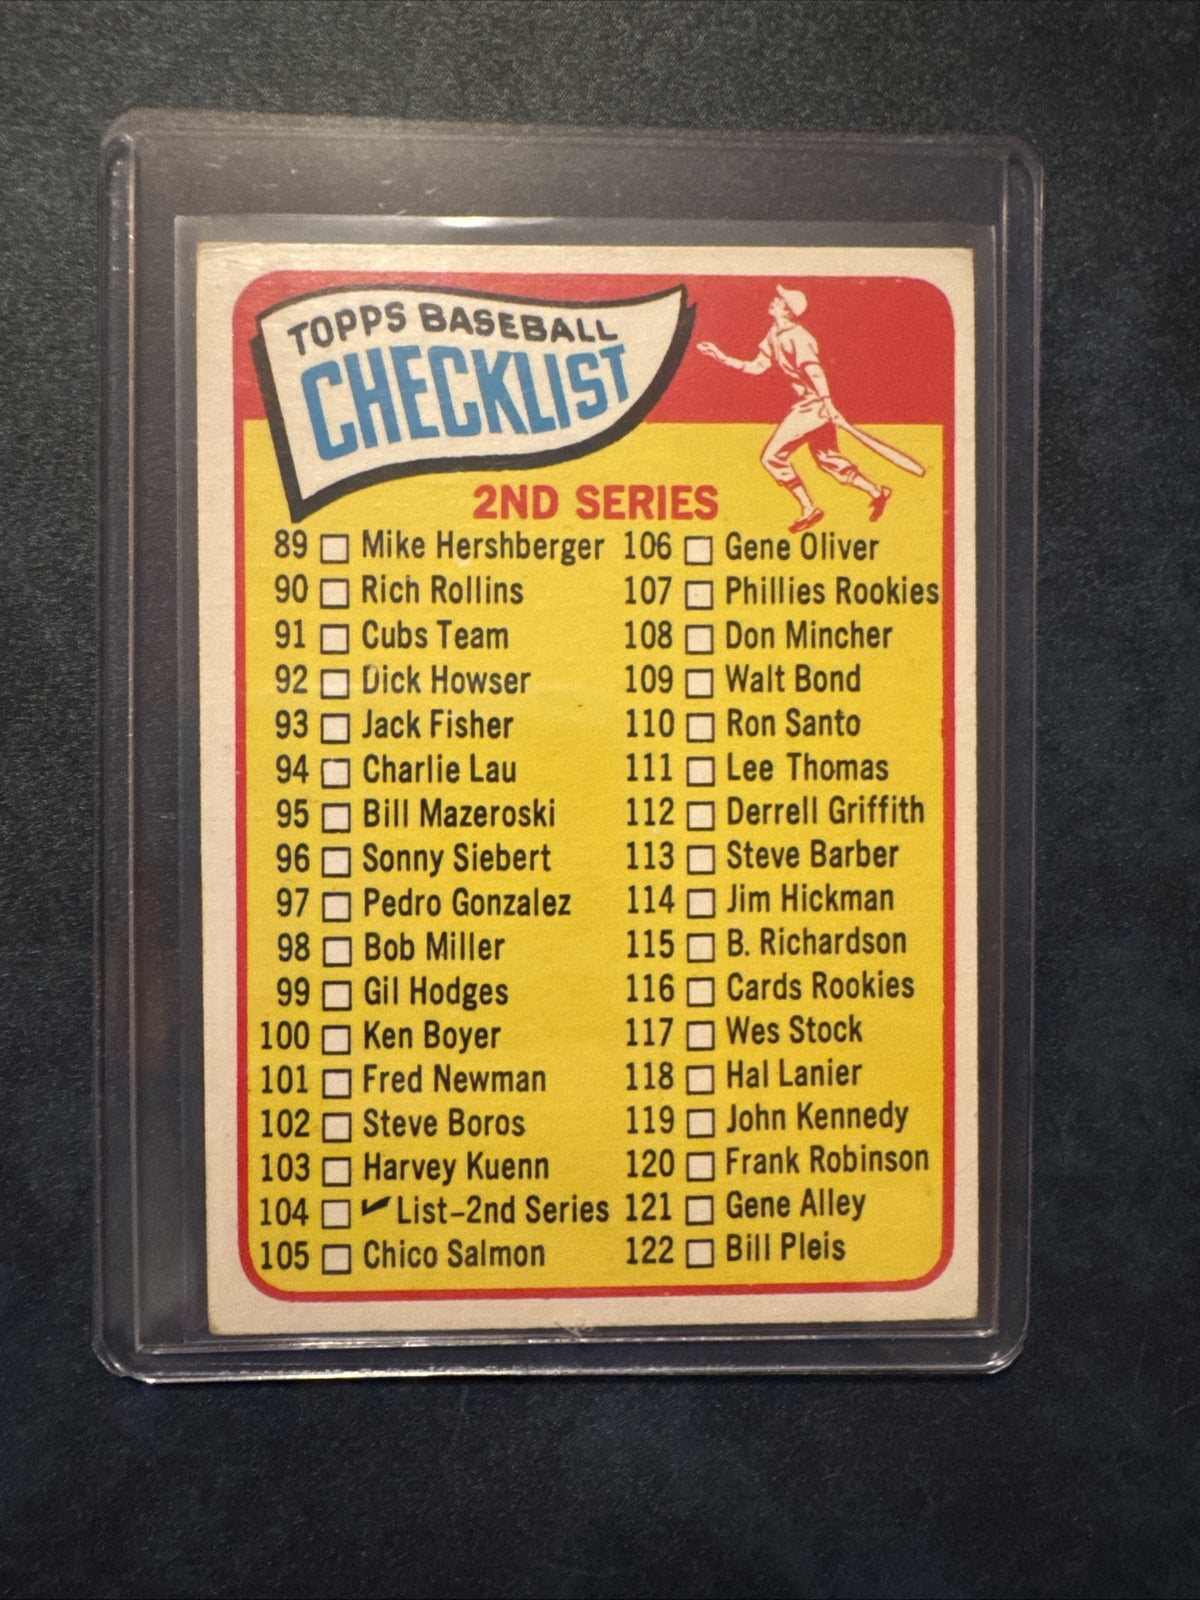 TOPPS BASEBALL
CHECKLIST
2ND SERIES
89 Mike Hershberger
90 Rich Rollins
91 Cubs Team
92 Dick Howser
93 Jack Fisher
94 Charlie Lau
95 Bill Mazeroski
96 Sonny Siebert
97 Pedro Gonzalez
98 Bob Miller
99 Gil Hodges
100 Ken Boyer
101 Fred Newman
102 Steve Boros
103 Harvey Kuenn
104 ✔List-2nd Series
105 Chico Salmon
106 Gene Oliver
107 Phillies Rookies
108 Don Mincher
109 Walt Bond
110 Ron Santo
111 Lee Thomas
112 Derrell Griffith
113 Steve Barber
114 Jim Hickman
115 B. Richardson
116 Cards Rookies
117 Wes Stock
118 Hal Lanier
119 John Kennedy
120 Frank Robinson
121 Gene Alley
122 Bill Pleis